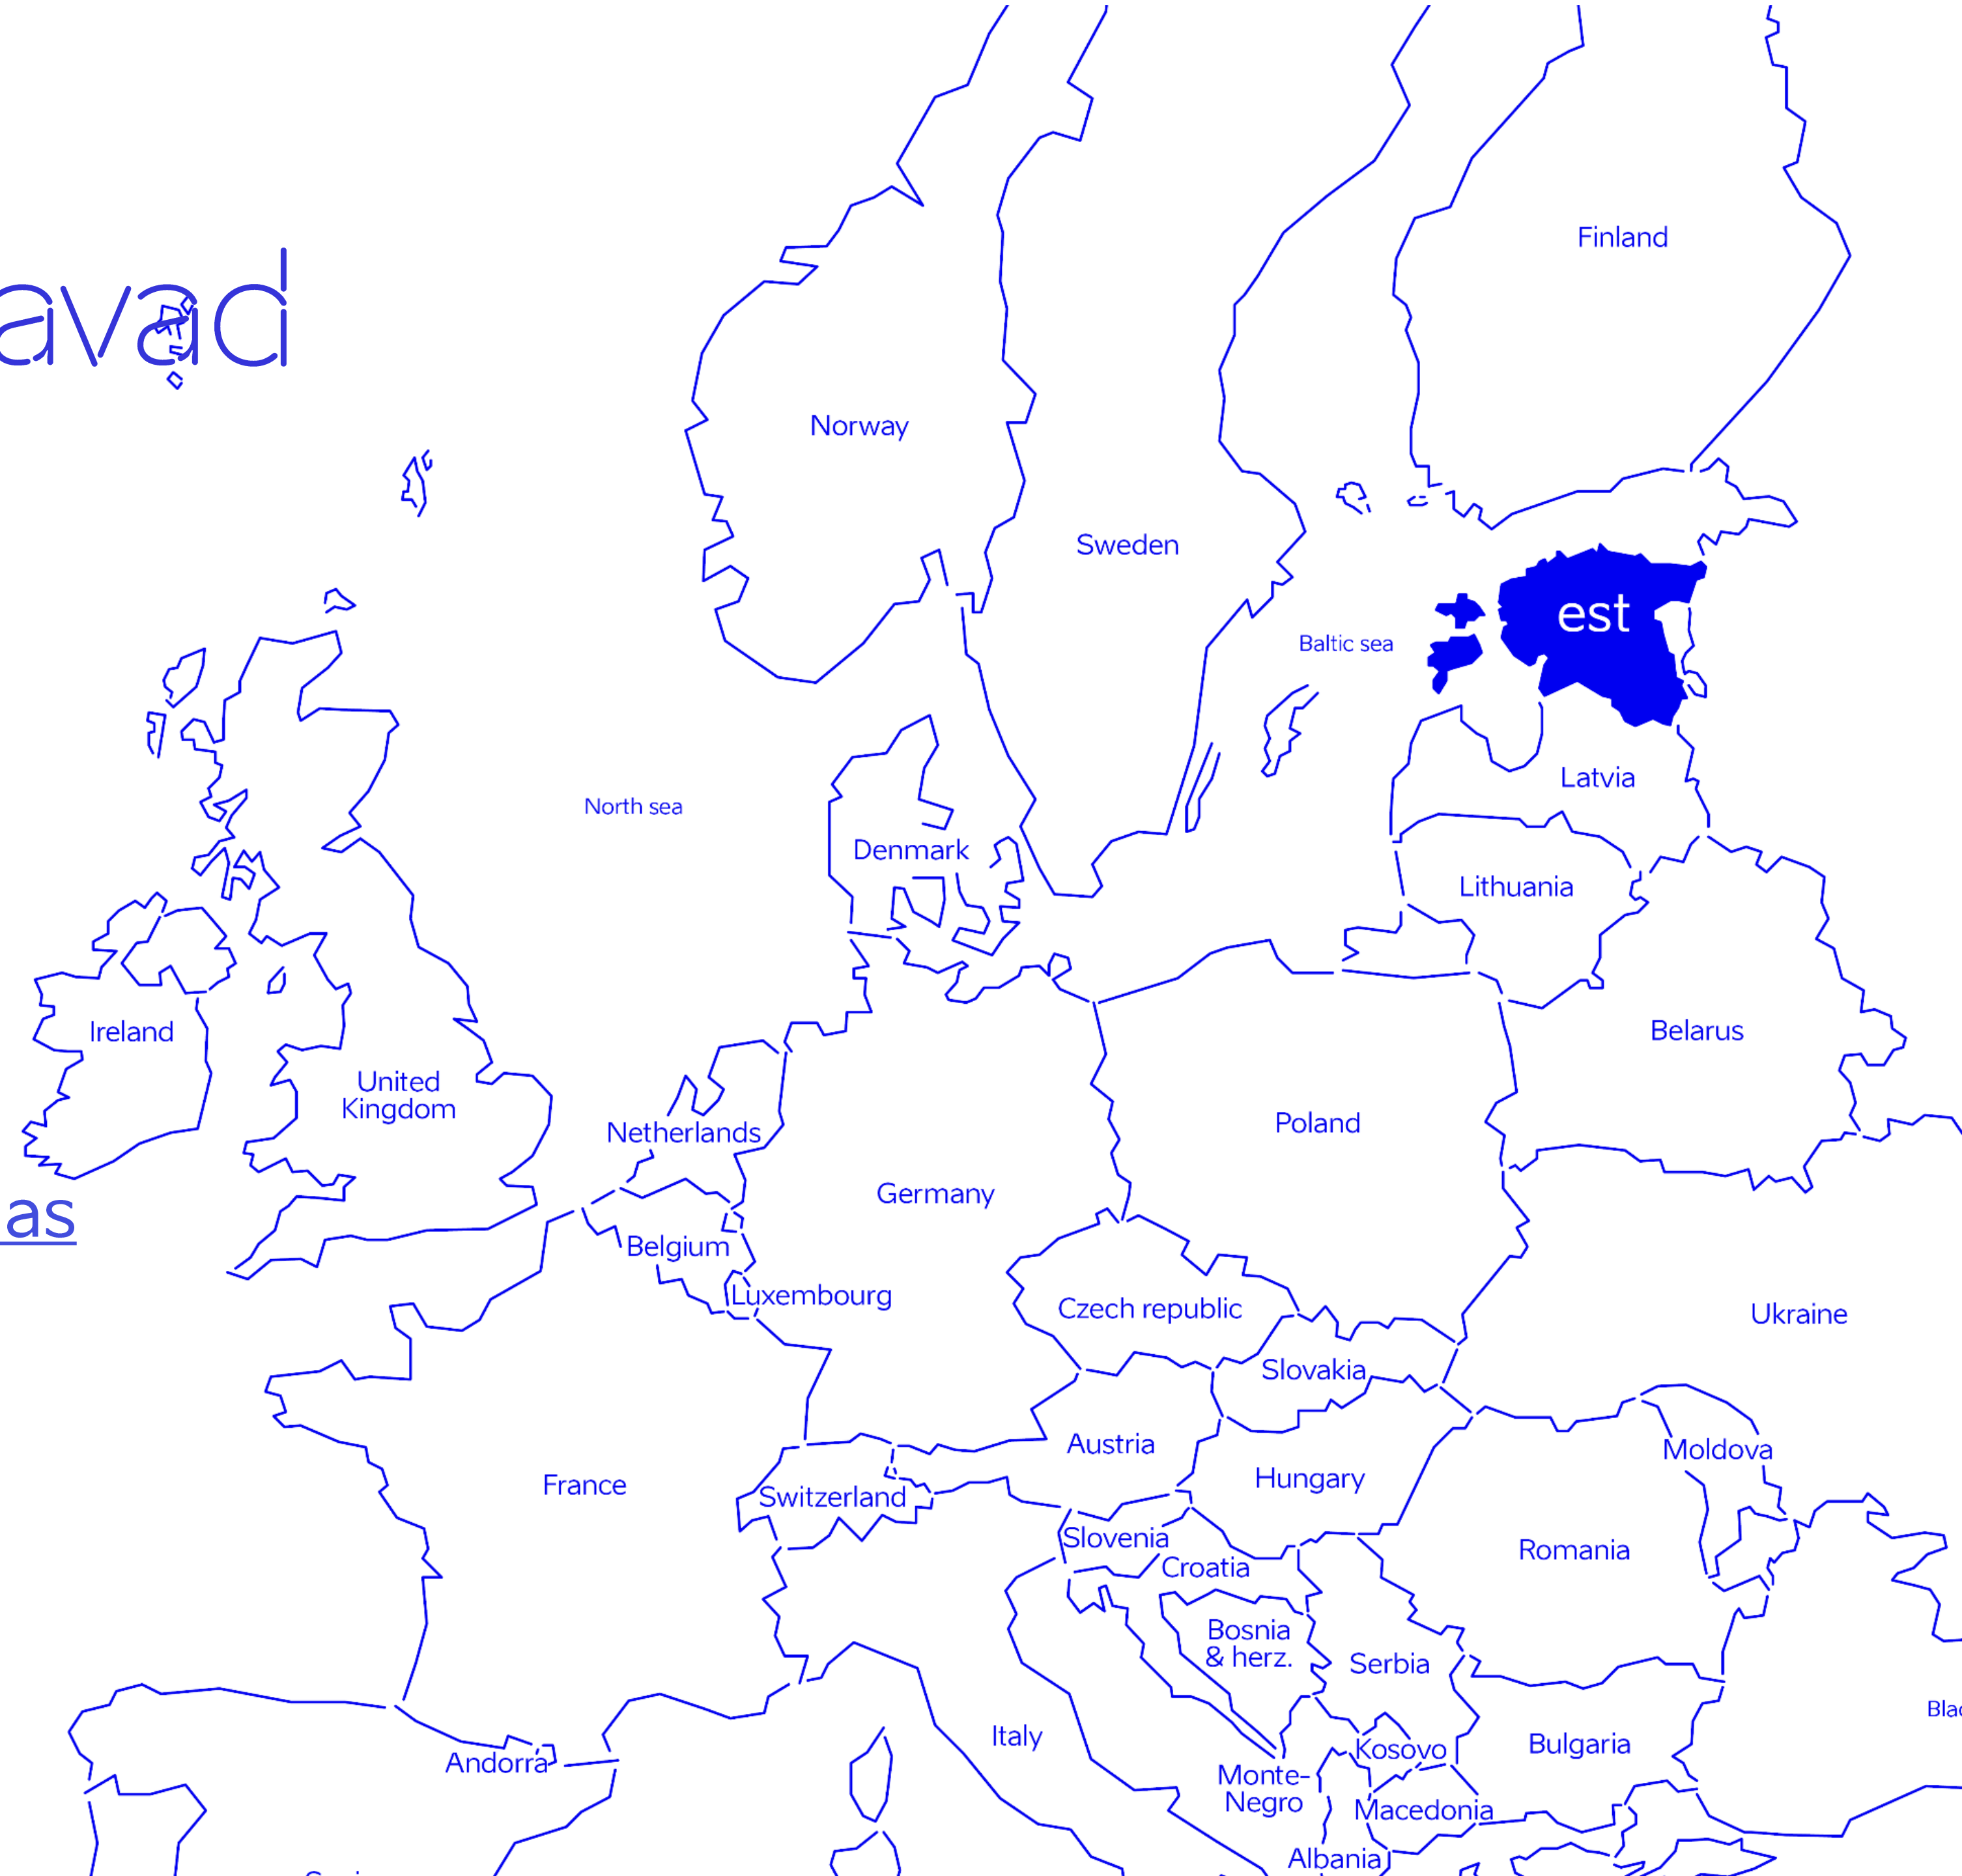 Finland
avad
Norway
Sweden
est
Baltic sea
Latvia
North sea
Denmark
Lithuania
Ireland
Belarus
United
Kingdom
Poland
Netherlands
Germany
as
Belgium
Luxembourg
Czech republic
Ukraine
Slovakia
Austria
Moldova
Hungary
France
Switzerland
Slovenia
Romania
Croatia
Bosnia
& herz.
Serbia
Italy
Bulgaria
Kosovo
Andorra
Monte-
Negro
Macedonia
Albania